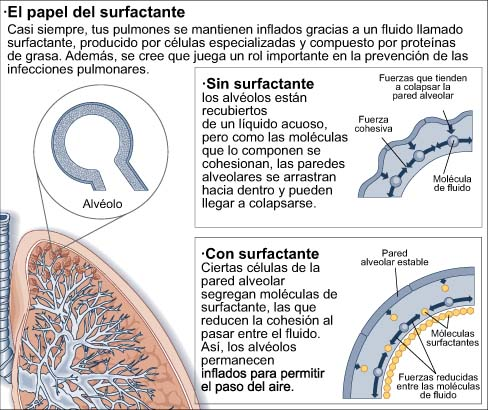 ·El papel del surfactante
Casi siempre, tus pulmones se mantienen inflados gracias a un fluido llamado
surfactante, producido por células especializadas y compuesto por proteínas
de grasa. Además, se cree que juega un rol importante en la prevención de las
infecciones pulmonares.
Alvéolo
·Sin surfactante
los alvéolos están
recubiertos
de un líquido acuoso,
pero como las moléculas
que lo componen se
cohesionan, las paredes
alveolares se arrastran
hacia dentro y pueden
llegar a colapsarse.
Fuerzas que tienden
a colapsar la
pared alveolar
Fuerza
cohesiva
Molécula
de fluido
·Con surfactante
Ciertas células de la
pared alveolar
segregan moléculas de
surfactante, las que
reducen la cohesión al
pasar entre el fluido.
Así, los alvéolos
permanecen
inflados para permitir
el paso del aire.
Pared
alveolar estable
Móleculas
surfactantes
Fuerzas reducidas
entre las moléculas
de fluido